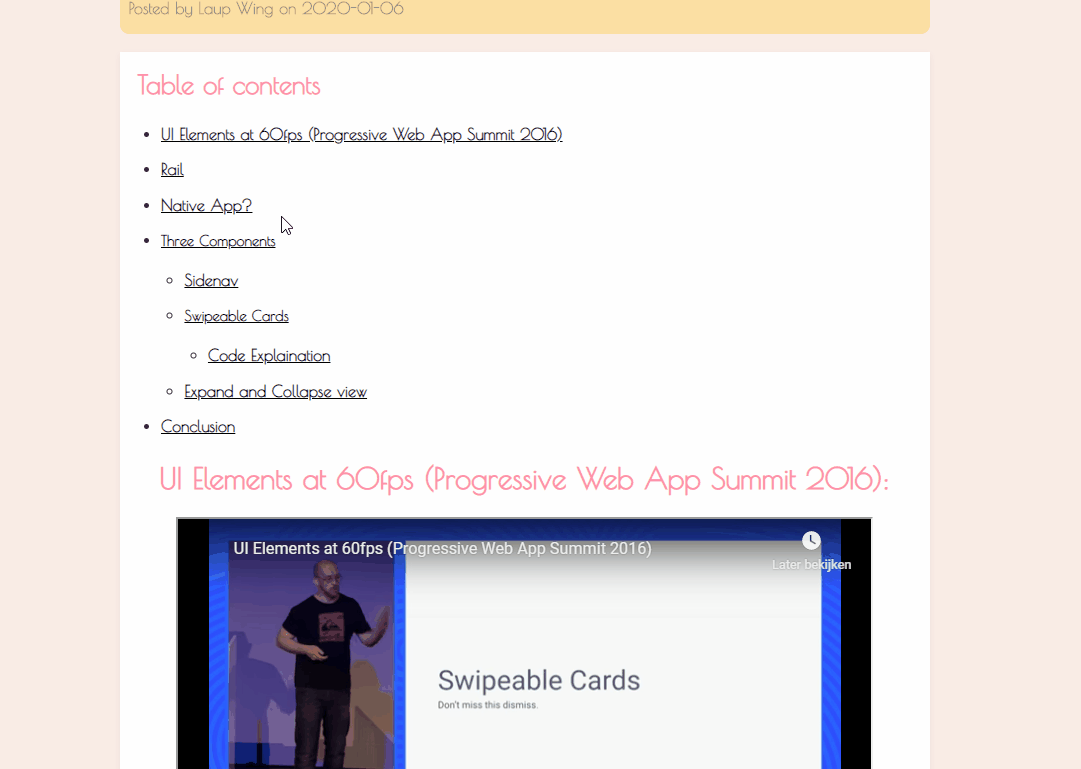 Posted by Laup Wing on 2020-01-06
Table of contents
UI Elements at 60fps (Progressive Web App Summit 2016)
Rail
Native App?
Three Components
Sidenav
Swipeable Cards
Code Explaination
Expand and Collapse view
Conclusion
UI Elements at 60fps (Progressive Web App Summit 2016):
UI Elements at 60fps (Progressive Web App Summit 2016)
Later bekijken
Swipeable Cards
Don't miss this dismiss.